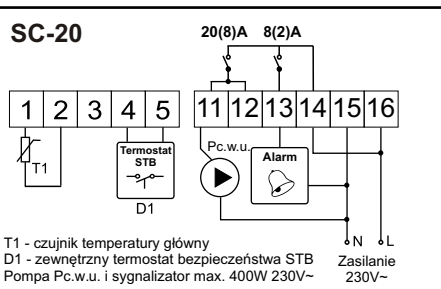 SC-20
20(8)A 8(2)A
1 2 3 4 5 11 12 13 14 15 16
T1
Termostat
STB
D1
Pc.w.u.
Alarm
N L
Zasilanie
230V~
T1 - czujnik temperatury główny
D1 - zewnętrzny termostat bezpieczeństwa STB
Pompa Pc.w.u. i sygnalizator max. 400W 230V~